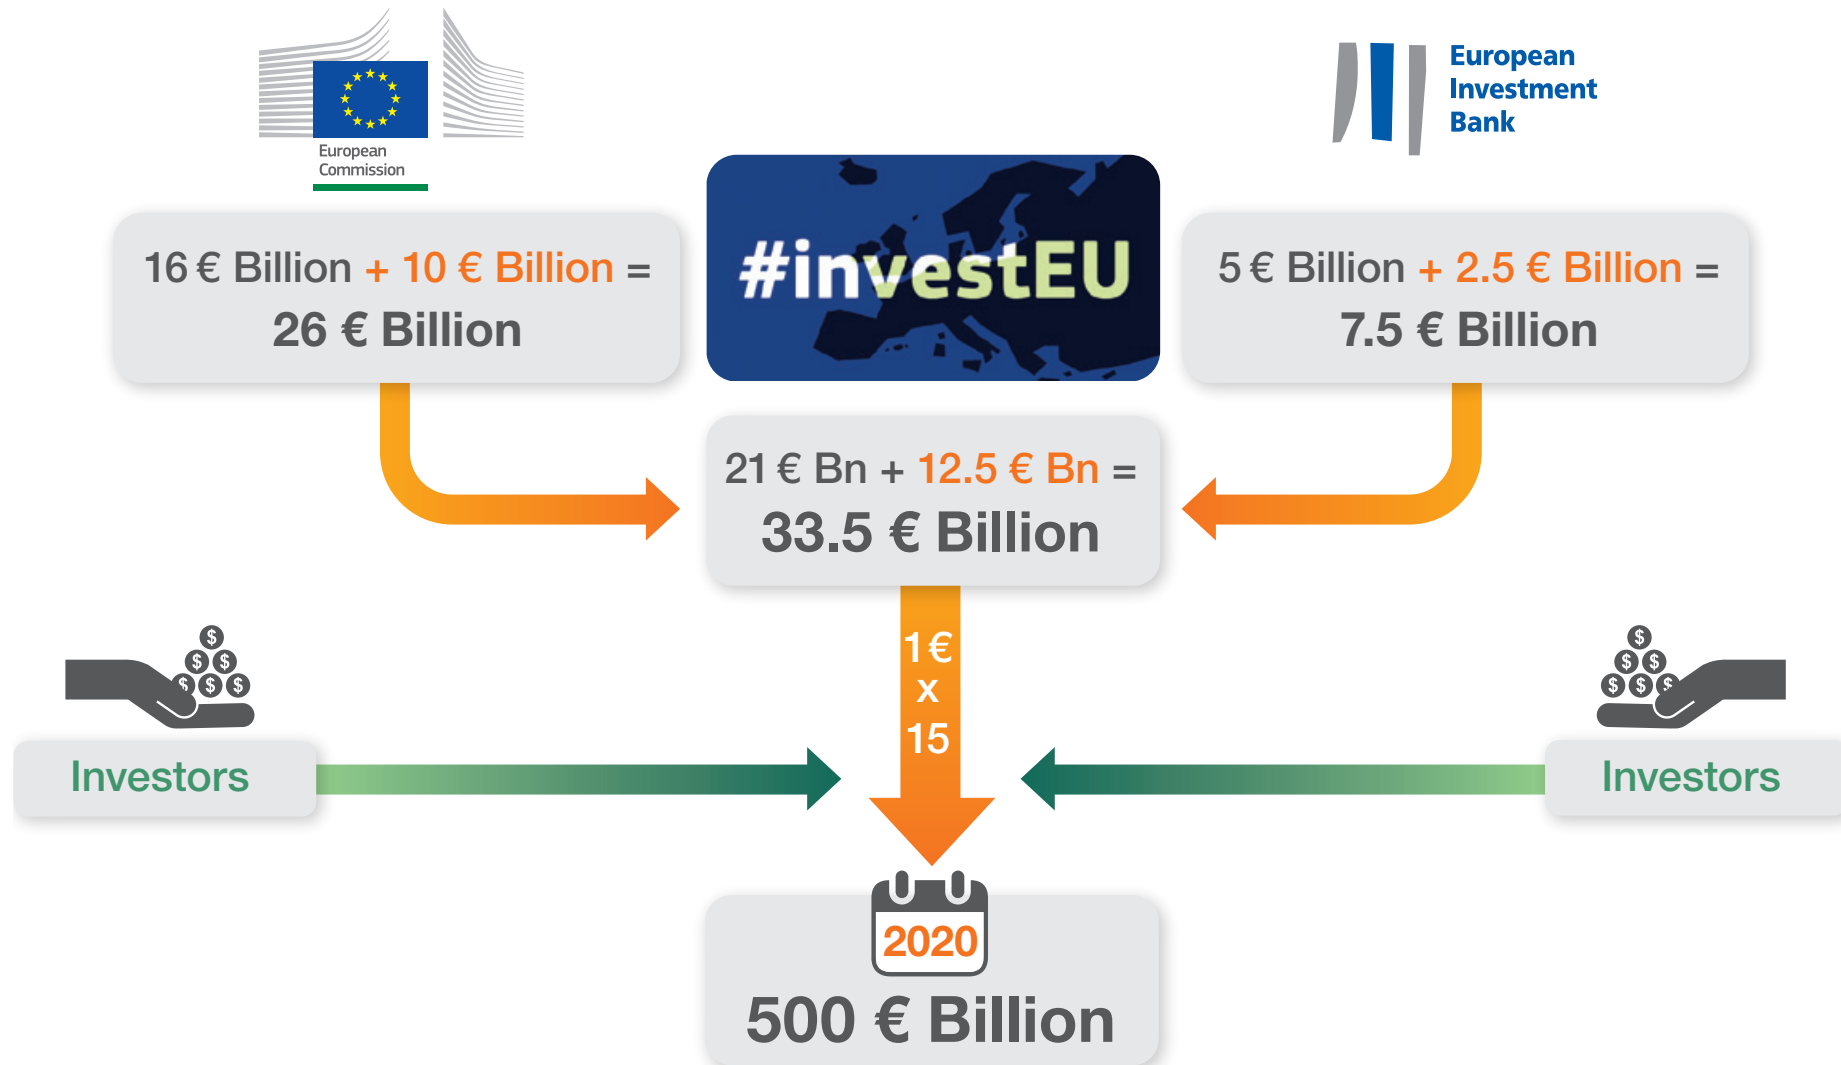 European
Commission
European
Investment
Bank
16 € Billion + 10 € Billion =
26 € Billion
#investEU
5 € Billion + 2.5 € Billion =
7.5 € Billion
21 € Bn + 12.5 € Bn =
33.5 € Billion
1 €
x
15
$
$ $
$ $ $
$
$ $
$ $ $
Investors
Investors
2020
500 € Billion